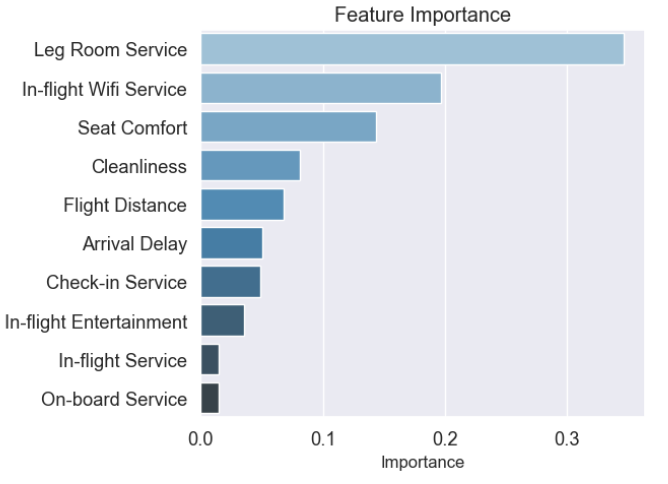 Feature Importance
Leg Room Service
In-flight Wifi Service
Seat Comfort
Cleanliness
Flight Distance
Arrival Delay
Check-in Service
In-flight Entertainment
In-flight Service
On-board Service
0.0 0.1 0.2 0.3
Importance